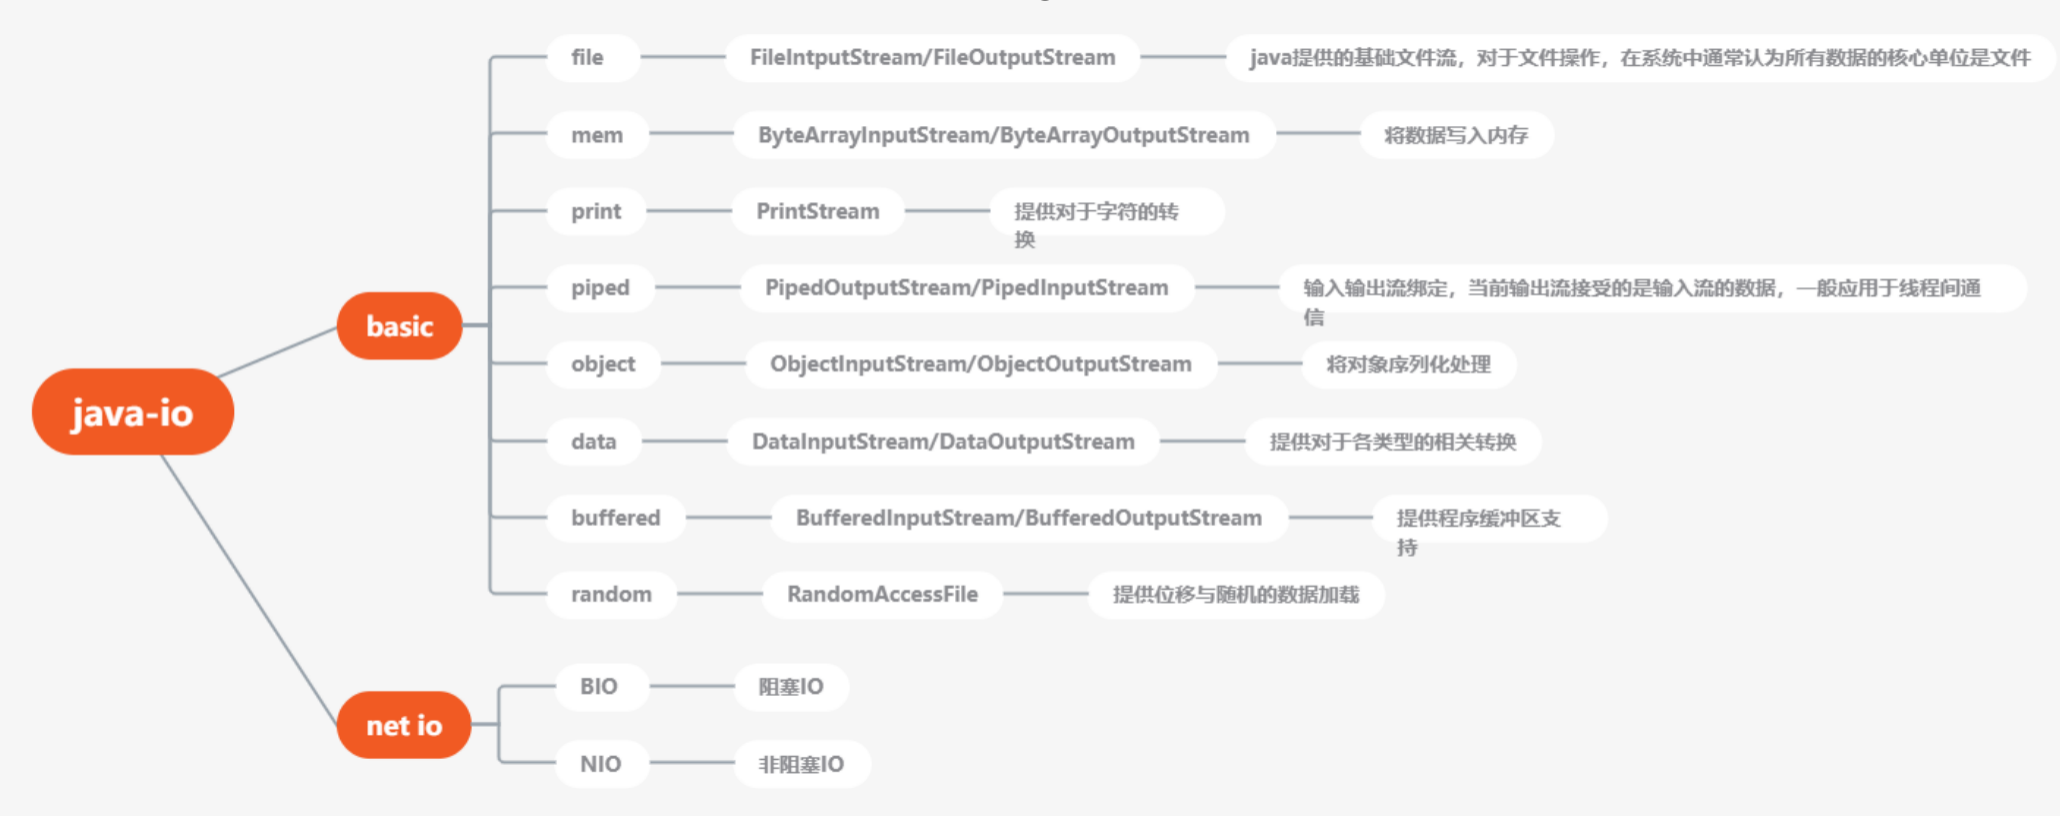 java-io
basic
file
FileIntputStream/FileOutputStream
java提供的基础文件流，对于文件操作，在系统中通常认为所有数据的核心单位是文件
mem
ByteArrayInputStream/ByteArrayOutputStream
将数据写入内存
print
PrintStream
提供对于字符的转
换
piped
PipedOutputStream/PipedInputStream
输入输出流绑定，当前输出流接受的是输入流的数据，一般应用于线程间通
信
object
ObjectInputStream/ObjectOutputStream
将对象序列化处理
data
DataInputStream/DataOutputStream
提供对于各类型的相关转换
buffered
BufferedInputStream/BufferedOutputStream
提供程序缓冲区支
持
random
RandomAccessFile
提供位移与随机的数据加载
net io
BIO
阻塞IO
NIO
非阻塞IO